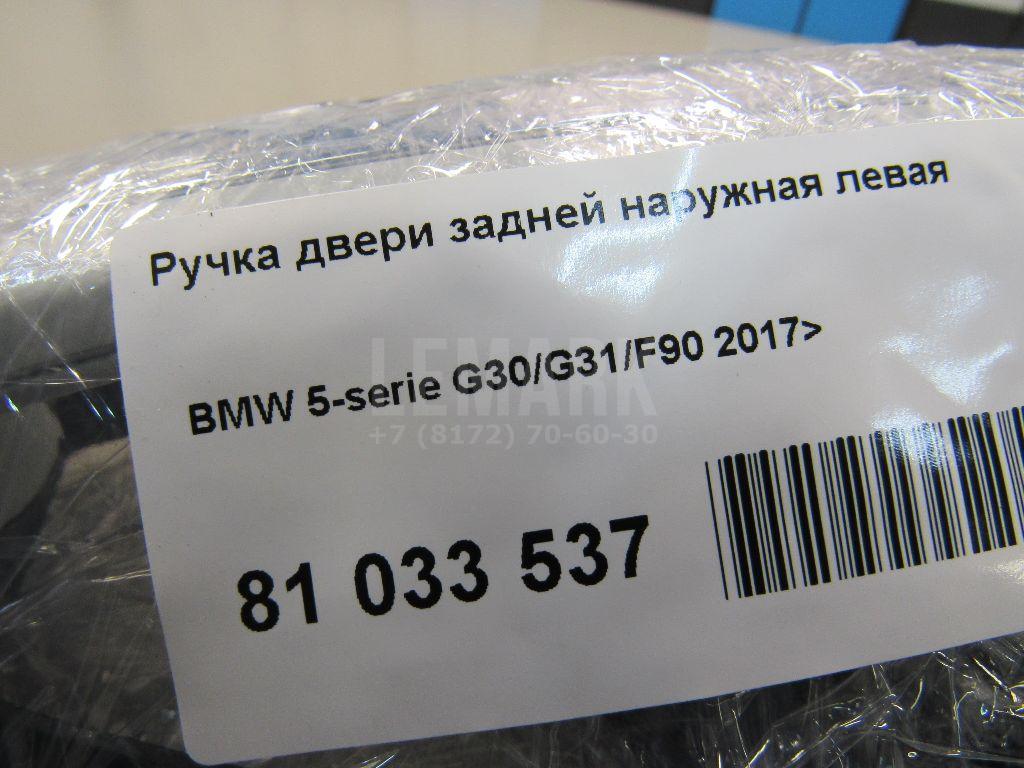 Ручка двери задней наружная левая
BMW 5-serie G30/G31/F90 2017>
LEMARK
+7 (8172) 70-60-30
81 033 537